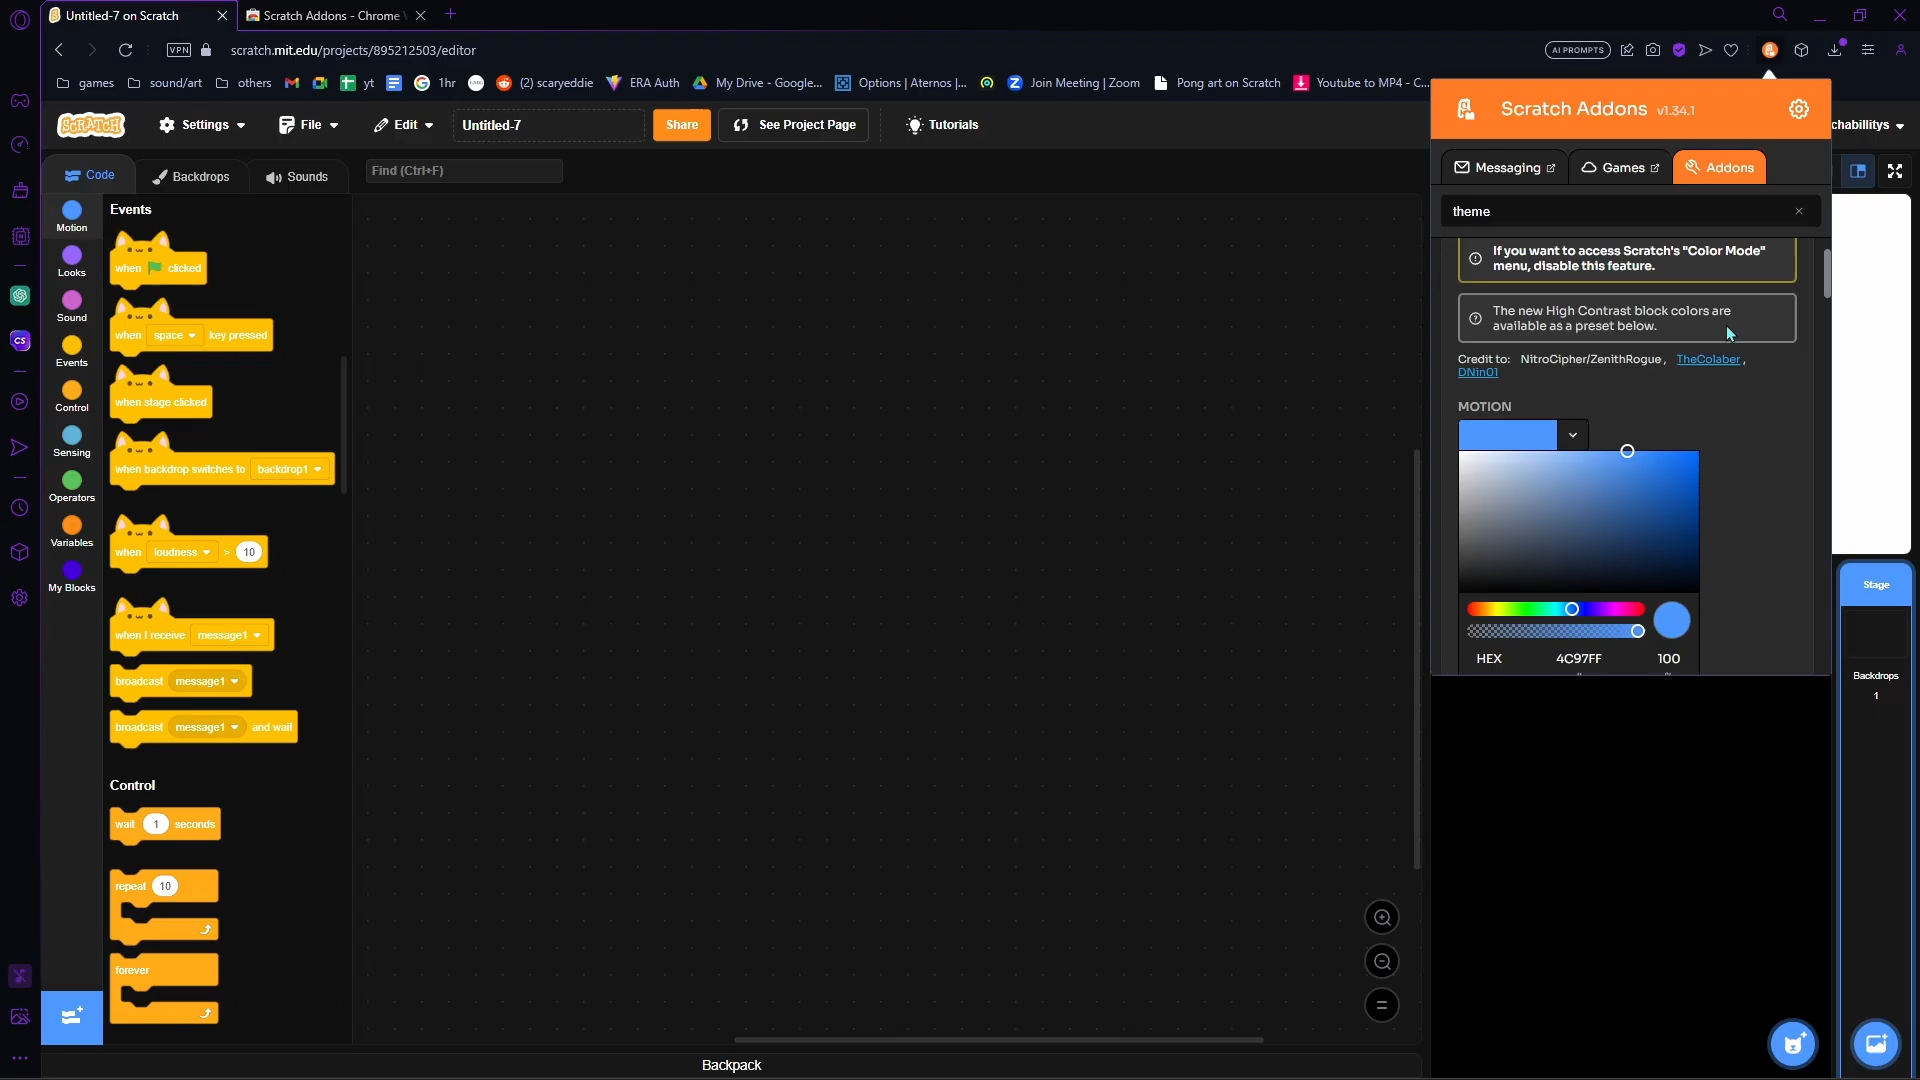 Untitled-7 on Scratch
Scratch Addons - Chrome
VPN
scratch.mit.edu/projects/895212503/editor
AI PROMPTS
games
sound/art
others
yt
1hr
(2) scaryeddie
ERA Auth
My Drive - Google...
Options | Aternos |...
Join Meeting | Zoom
Pong art on Scratch
Youtube to MP4 - C...
SCRATCH
Settings
File
Edit
Untitled-7
Share
See Project Page
Tutorials
chabillitys
Code
Backdrops
Sounds
Find (Ctrl+F)
Motion
Looks
Sound
Events
Control
Sensing
Operators
Variables
My Blocks
Events
when clicked
when space key pressed
when stage clicked
when backdrop switches to backdrop1
when loudness > 10
when I receive message1
broadcast message1
broadcast message1 and wait
Control
wait 1 seconds
repeat 10
forever
Backpack
Scratch Addons v1.34.1
Messaging
Games
Addons
theme
If you want to access Scratch's "Color Mode"
menu, disable this feature.
The new High Contrast block colors are
available as a preset below.
Credit to: NitroCipher/ZenithRogue, TheColaber,
DNin01
MOTION
HEX
4C97FF
100
Stage
Backdrops
1
CS